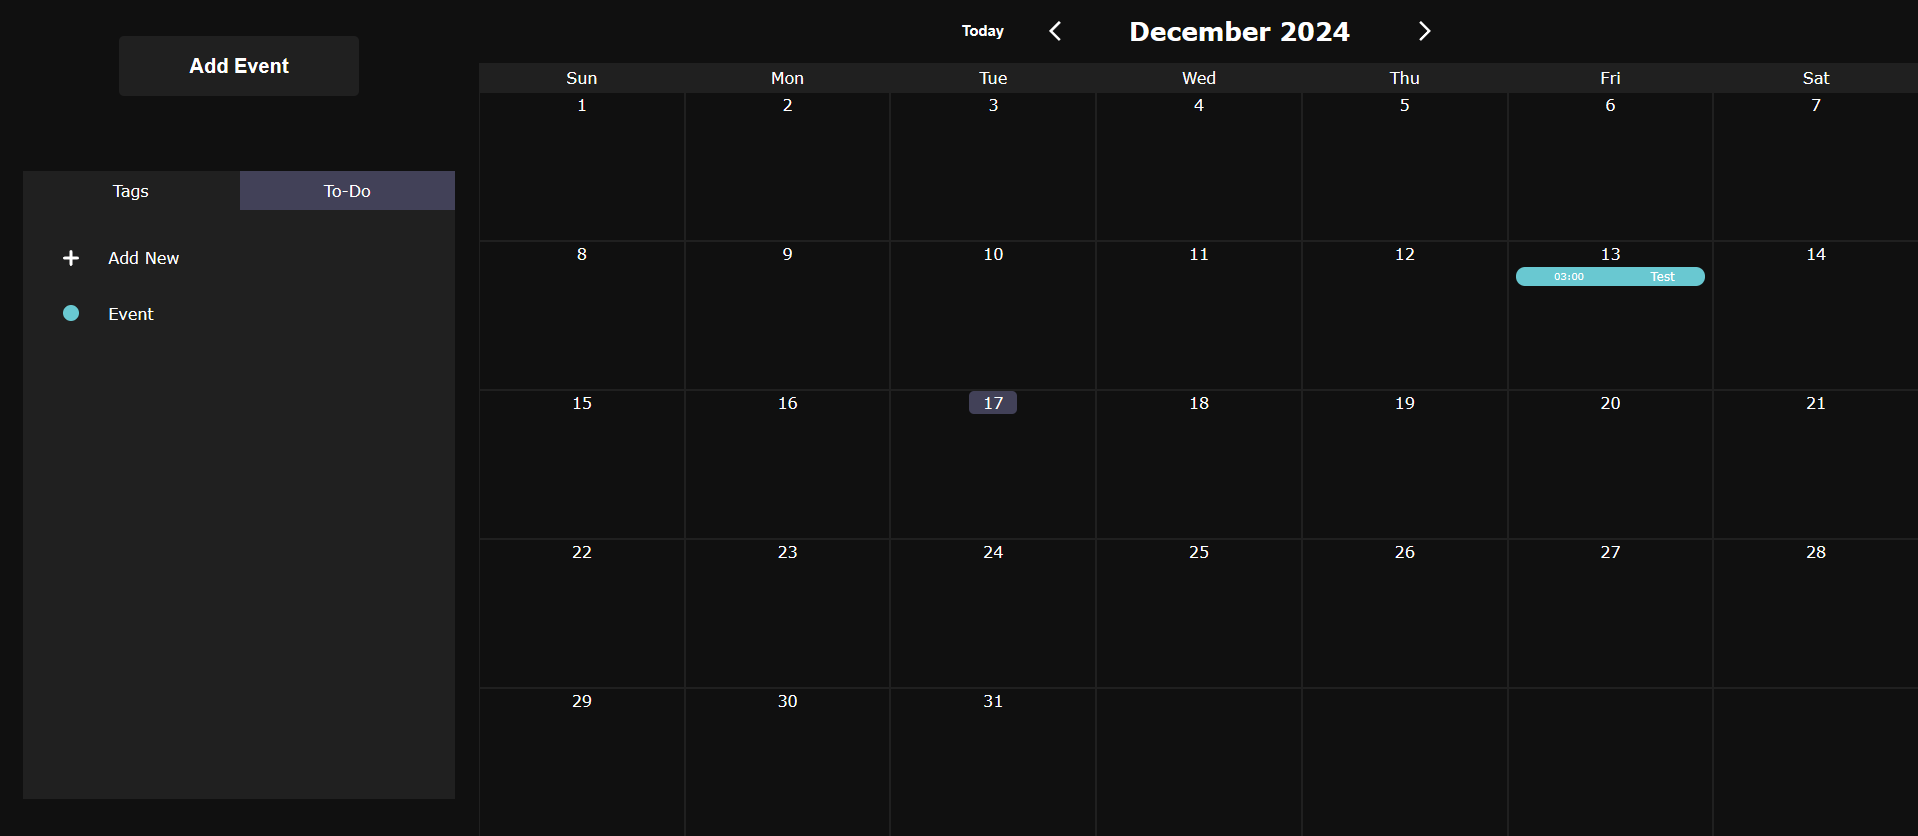 Add Event
Tags To-Do
Add New
Event
Today December 2024
Sun Mon Tue Wed Thu Fri Sat
1 2 3 4 5 6 7
8 9 10 11 12 13 14
03:00 Test
15 16 17 18 19 20 21
22 23 24 25 26 27 28
29 30 31